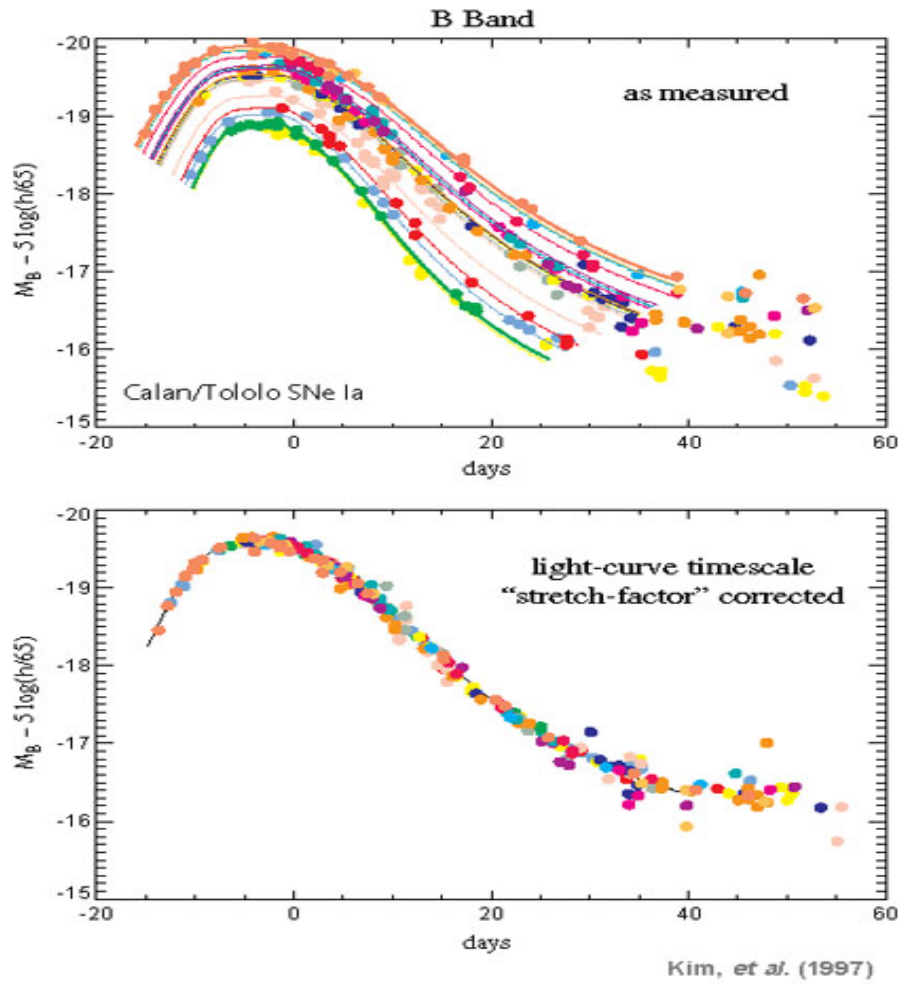 B Band
-20
-19
-18
-17
-16
-15
M_B – 5 log(h/65)
as measured
Calan/Tololo SNe Ia
-20 0 20 40 60
days
-20
-19
-18
-17
-16
-15
M_B – 5 log(h/65)
light-curve timescale
“stretch-factor” corrected
-20 0 20 40 60
days
Kim, et al. (1997)